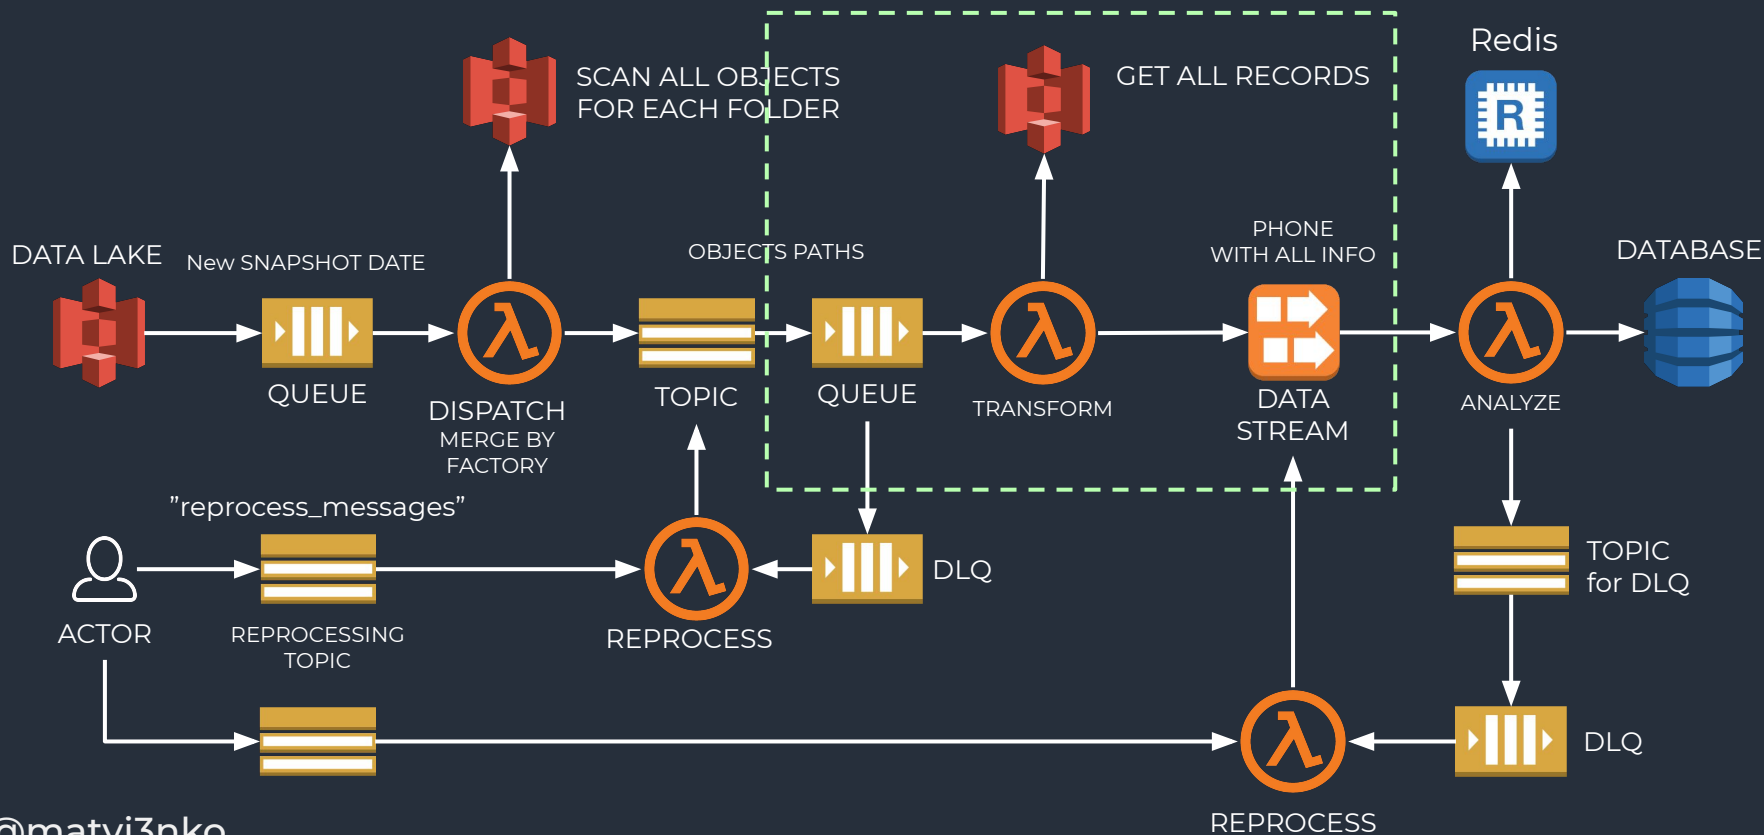 SCAN ALL OBJECTS
FOR EACH FOLDER
GET ALL RECORDS
Redis
R
DATA LAKE
New SNAPSHOT DATE
OBJECTS PATHS
PHONE
WITH ALL INFO
DATABASE
QUEUE
DISPATCH
MERGE BY
FACTORY
TOPIC
QUEUE
TRANSFORM
DATA
STREAM
ANALYZE
”reprocess_messages”
ACTOR
REPROCESSING
TOPIC
REPROCESS
DLQ
TOPIC
for DLQ
DLQ
REPROCESS
@matvi3nko